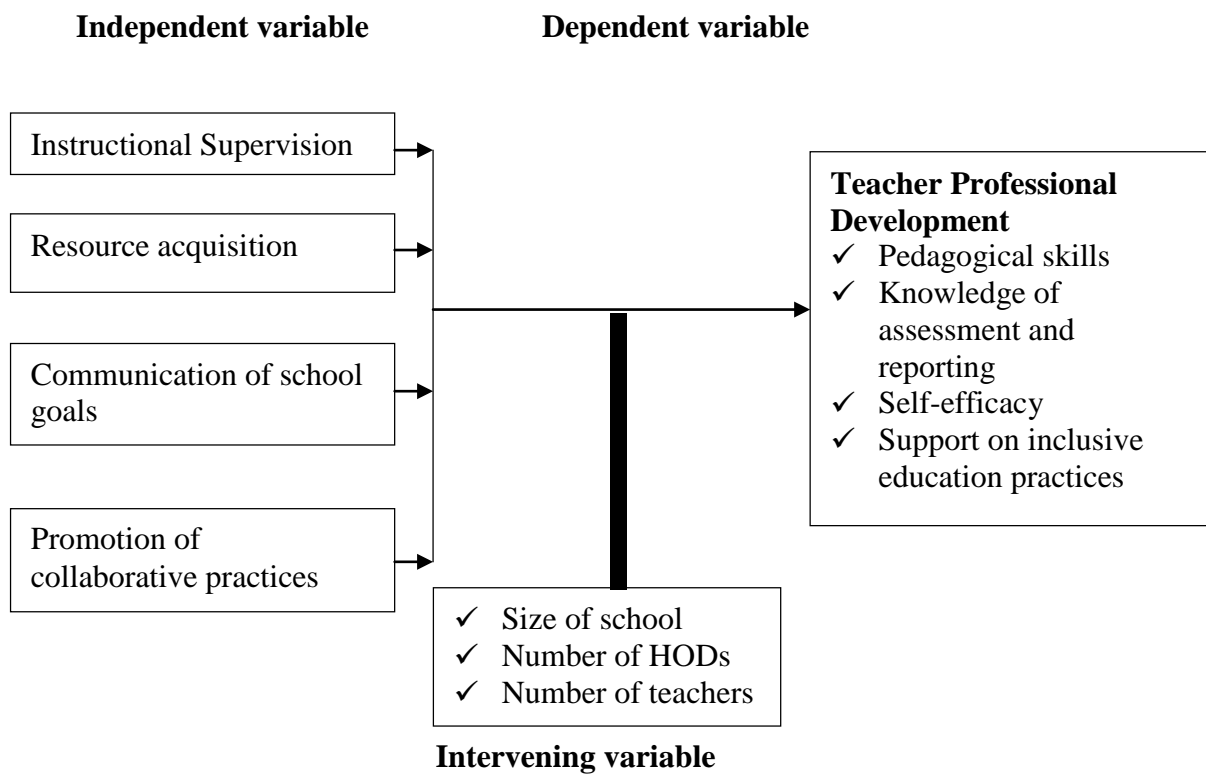 Independent variable
Dependent variable
Instructional Supervision
Resource acquisition
Communication of school
goals
Promotion of
collaborative practices
Teacher Professional
Development
✓ Pedagogical skills
✓ Knowledge of
assessment and
reporting
✓ Self-efficacy
✓ Support on inclusive
education practices
✓ Size of school
✓ Number of HODs
✓ Number of teachers
Intervening variable